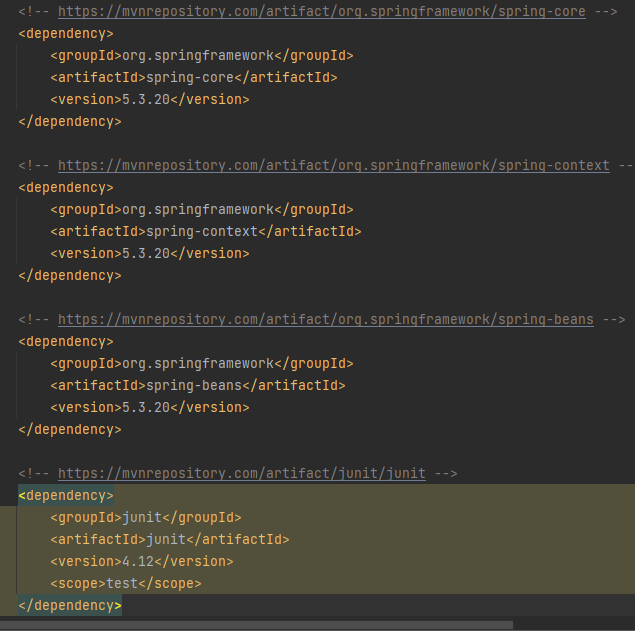 <!-- https://mvnrepository.com/artifact/org.springframework/spring-core -->
<dependency>
    <groupId>org.springframework</groupId>
    <artifactId>spring-core</artifactId>
    <version>5.3.20</version>
</dependency>

<!-- https://mvnrepository.com/artifact/org.springframework/spring-context --
<dependency>
    <groupId>org.springframework</groupId>
    <artifactId>spring-context</artifactId>
    <version>5.3.20</version>
</dependency>

<!-- https://mvnrepository.com/artifact/org.springframework/spring-beans -->
<dependency>
    <groupId>org.springframework</groupId>
    <artifactId>spring-beans</artifactId>
    <version>5.3.20</version>
</dependency>

<!-- https://mvnrepository.com/artifact/junit/junit -->
<dependency>
    <groupId>junit</groupId>
    <artifactId>junit</artifactId>
    <version>4.12</version>
    <scope>test</scope>
</dependency>